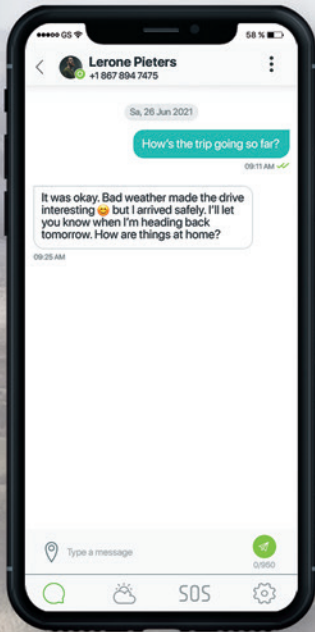 GS
58 %
Lerone Pieters
+1 867 894 7475
Sa, 26 Jun 2021
How's the trip going so far?
09:11 AM
It was okay. Bad weather made the drive
interesting 😊 but I arrived safely. I'll let
you know when I'm heading back
tomorrow. How are things at home?
09:25 AM
Type a message
0/960
SOS